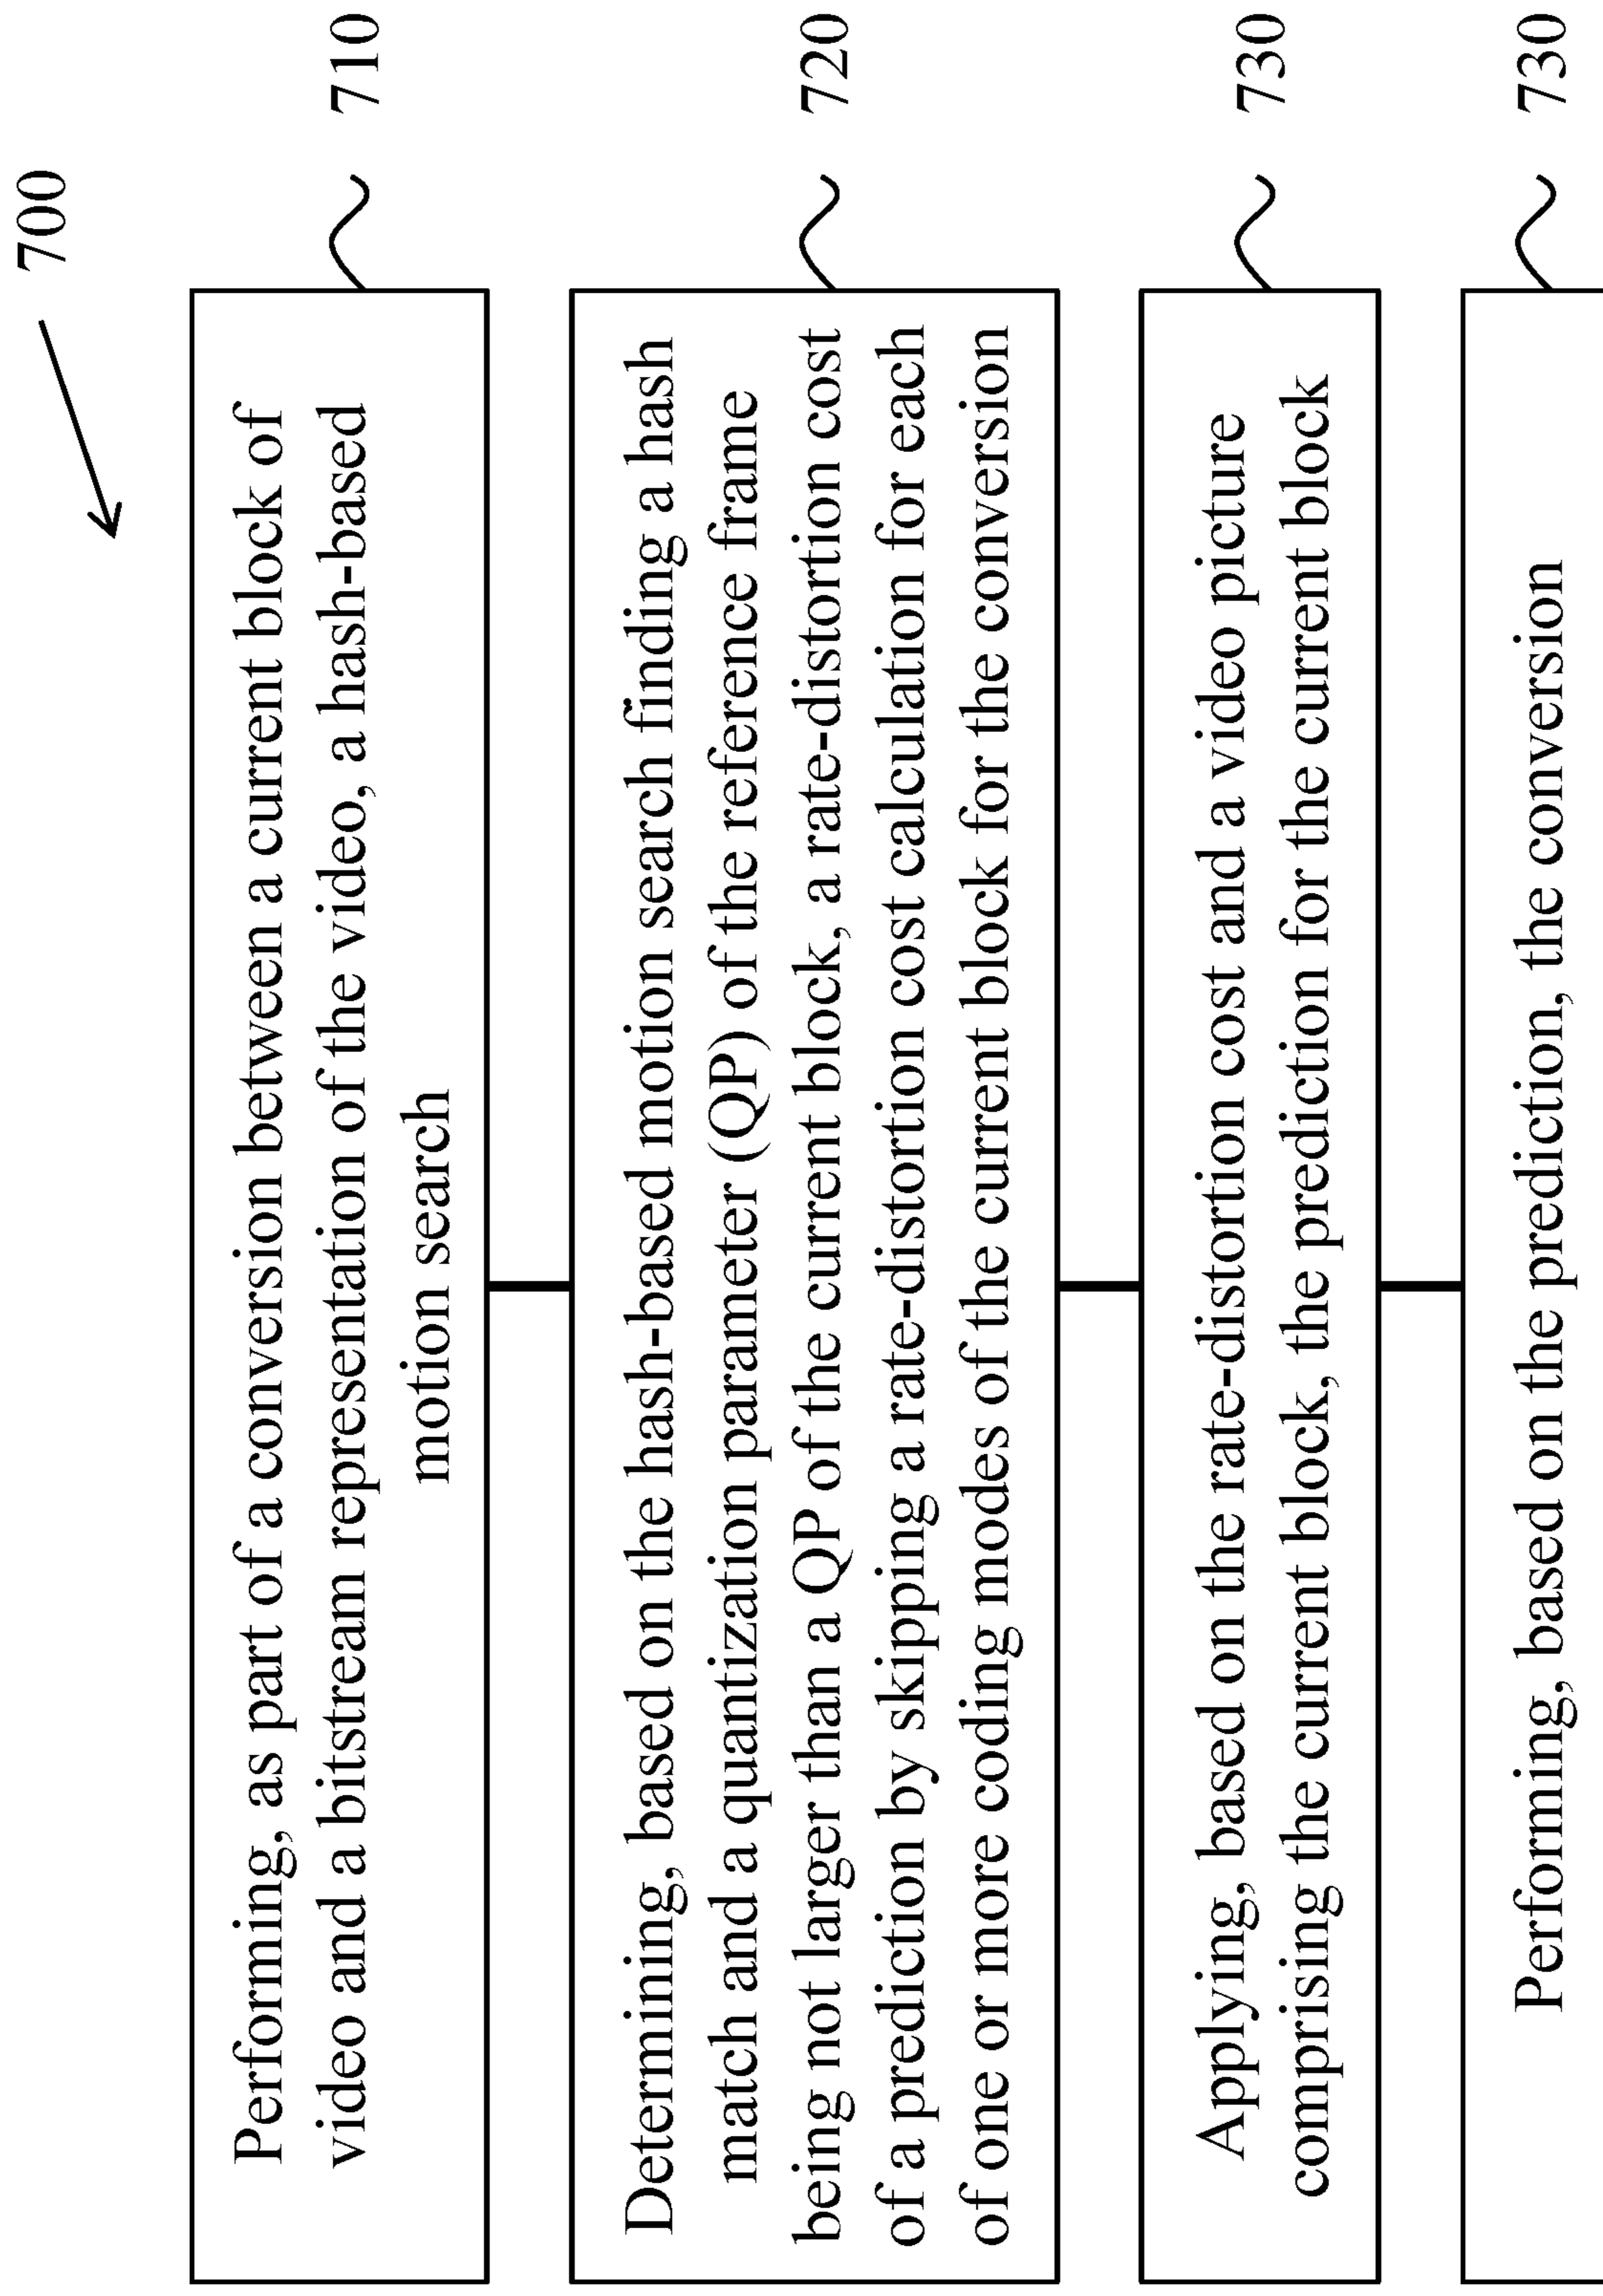 700
Performing, as part of a conversion between a current block of
video and a bitstream representation of the video, a hash-based
motion search
710
Determining, based on the hash-based motion search finding a hash
match and a quantization parameter (QP) of the reference frame
being not larger than a QP of the current block, a rate-distortion cost
of a prediction by skipping a rate-distortion cost calculation for each
of one or more coding modes of the current block for the conversion
720
Applying, based on the rate-distortion cost and a video picture
comprising the current block, the prediction for the current block
730
Performing, based on the prediction, the conversion
730